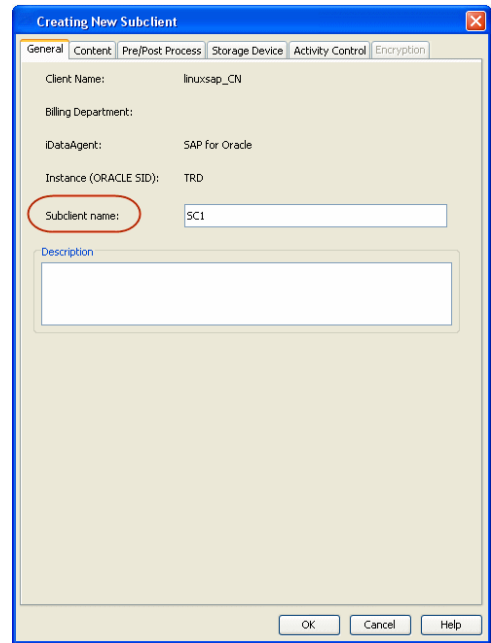 Creating New Subclient
General Content Pre/Post Process Storage Device Activity Control Encryption
Client Name: linuxsap_CN
Billing Department:
iDataAgent: SAP for Oracle
Instance (ORACLE SID): TRD
Subclient name: SC1
Description
OK Cancel Help